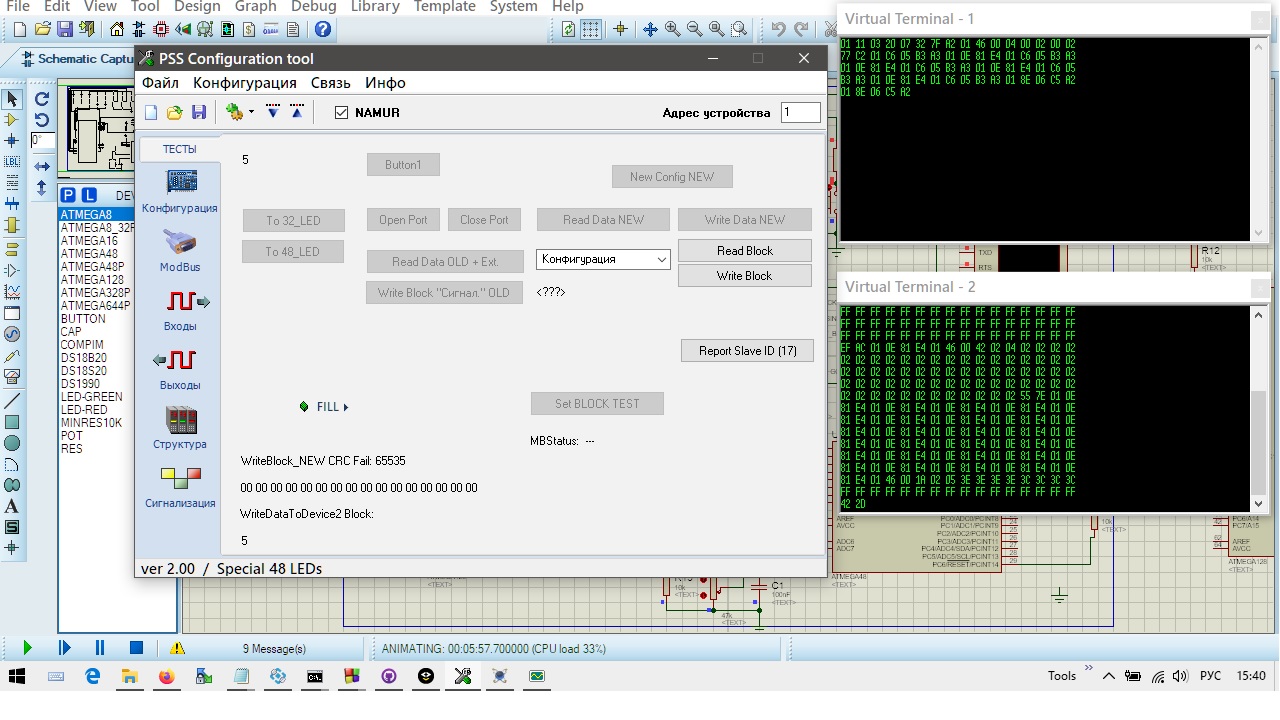 File Edit View Tool Design Graph Debug Library Template System Help
Schematic Captu
PSS Configuration tool
Файл Конфигурация Связь Инфо
NAMUR
Адрес устройства 1
ТЕСТЫ
Конфигурация
ModBus
Входы
Выходы
Структура
Сигнализация
5
Button1
New Config NEW
To 32_LED
Open Port
Close Port
Read Data NEW
Write Data NEW
To 48_LED
Read Data OLD + Ext.
Конфигурация
Read Block
Write Block "Сигнал." OLD
<???>
Write Block
Report Slave ID (17)
FILL
Set BLOCK TEST
MBStatus: ---
WriteBlock_NEW CRC Fail: 65535
00 00 00 00 00 00 00 00 00 00 00 00 00 00 00 00
WriteDataToDevice2 Block:
5
ver 2.00 / Special 48 LEDs
0°
LBL
P L DEV
ATMEGA8
ATMEGA8_32P
ATMEGA16
ATMEGA48
ATMEGA48P
ATMEGA128
ATMEGA328P
ATMEGA644P
BUTTON
CAP
COMPIM
DS18B20
DS18S20
DS1990
LED-GREEN
LED-RED
MINRES10K
POT
RES
Virtual Terminal - 1
01 11 03 20 07 32 7F A2 01 46 00 04 00 02 00 02
77 C2 01 C6 05 B3 A3 01 0E 81 E4 01 C6 05 B3 A3
01 0E 81 E4 01 C6 05 B3 A3 01 0E 81 E4 01 C6 05
B3 A3 01 0E 81 E4 01 C6 05 B3 A3 01 8E 06 C5 A2
01 8E 06 C5 A2
TXD
RTS
R12
10k
<TEXT>
Virtual Terminal - 2
FF FF FF FF FF FF FF FF FF FF FF FF FF FF FF FF
FF FF FF FF FF FF FF FF FF FF FF FF FF FF FF FF
FF FF FF FF FF FF FF FF FF FF FF FF FF FF FF FF
EF AC 01 0E 81 E4 01 46 00 42 02 04 02 02 02 02
02 02 02 02 02 02 02 02 02 02 02 02 02 02 02 02
02 02 02 02 02 02 02 02 02 02 02 02 02 02 02 02
02 02 02 02 02 02 02 02 02 02 02 02 02 02 02 02
02 02 02 02 02 02 02 02 02 02 02 02 55 7E 01 0E
81 E4 01 0E 81 E4 01 0E 81 E4 01 0E 81 E4 01 0E
81 E4 01 0E 81 E4 01 0E 81 E4 01 0E 81 E4 01 0E
81 E4 01 0E 81 E4 01 0E 81 E4 01 0E 81 E4 01 0E
81 E4 01 0E 81 E4 01 0E 81 E4 01 0E 81 E4 01 0E
81 E4 01 0E 81 E4 01 0E 81 E4 01 0E 81 E4 01 0E
81 E4 01 0E 81 E4 01 0E 81 E4 01 0E 81 E4 01 0E
81 E4 01 46 00 1A 02 05 3E 3E 3E 3E 3C 3C 3C 3C
FF FF FF FF FF FF FF FF FF FF FF FF FF FF FF FF
42 2D
AREF
AVCC
ADC6
ADC7
PC0/ADC0/PCINT8
PC1/ADC1/PCINT9
PC2/ADC2/PCINT10
PC3/ADC3/PCINT11
PC4/ADC4/SDA/PCINT12
PC5/ADC5/SCL/PCINT13
PC6/RESET/PCINT14
24
25
26
27
28
29
ATMEGA48
<TEXT>
10k
<TEXT>
PG/A14
PC7/A15
AREF
AVCC
ATMEGA128
<TEXT>
10k
<TEXT>
47k
<TEXT>
C1
100nF
<TEXT>
9 Message(s)
ANIMATING: 00:05:57.700000 (CPU load 33%)
Tools
РУС
15:40